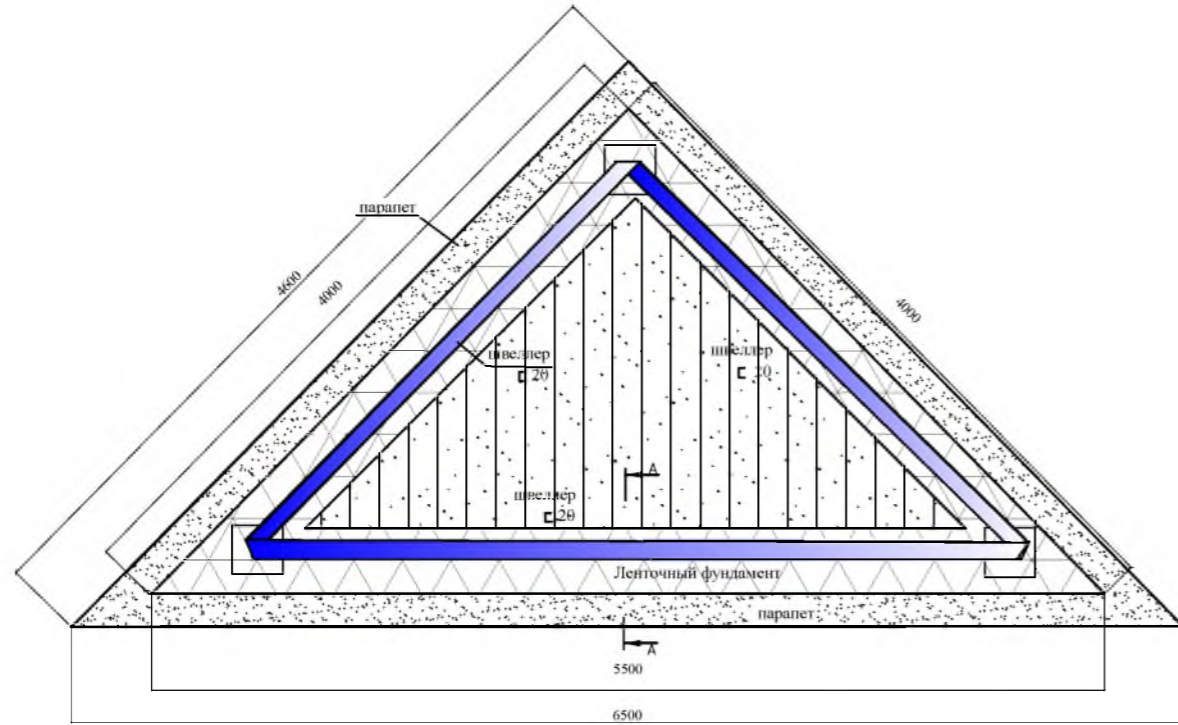 парапет
4600
4000
4000
швеллер
20
швеллер
20
А
швеллер
20
Ленточный фундамент
парапет
А
5500
6500